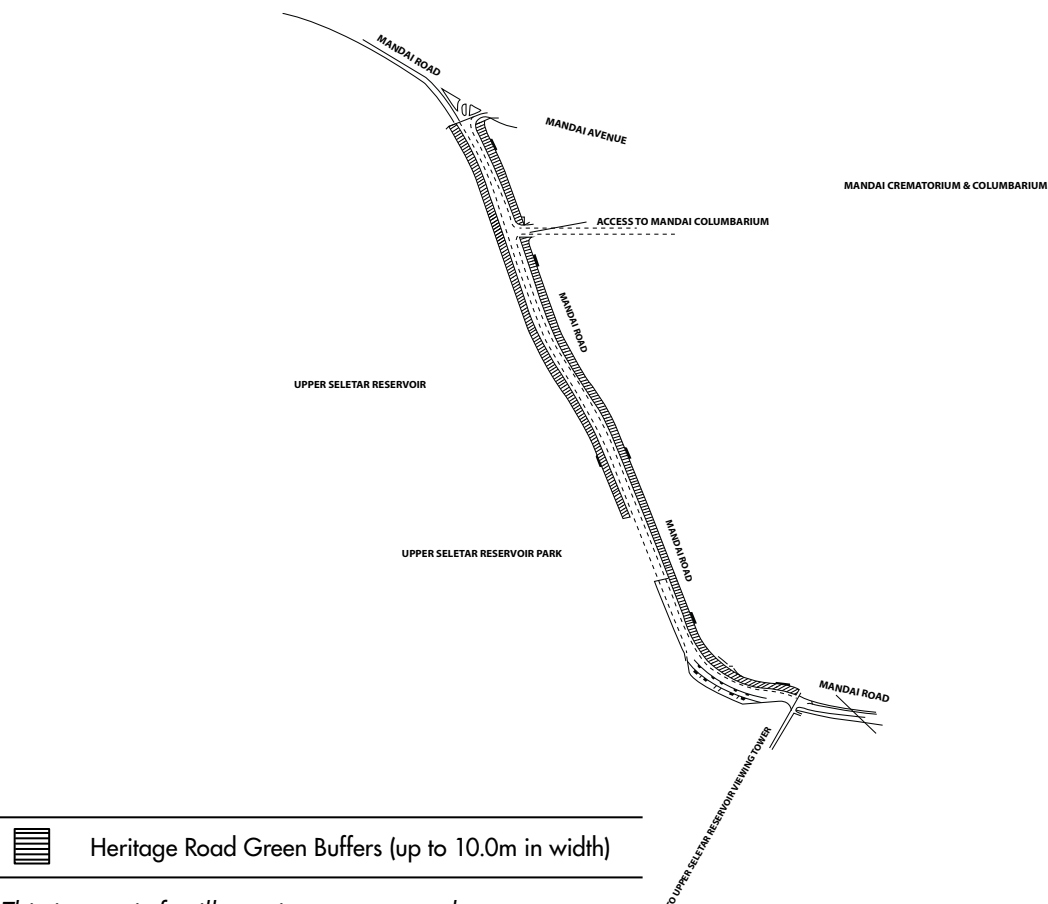 MANDAI ROAD
MANDAI AVENUE
MANDAI CREMATORIUM & COLUMBARIUM
ACCESS TO MANDAI COLUMBARIUM
MANDAI ROAD
UPPER SELETAR RESERVOIR
MANDAI ROAD
UPPER SELETAR RESERVOIR PARK
MANDAI ROAD
TO UPPER SELETAR RESERVOIR VIEWING TOWER
Heritage Road Green Buffers (up to 10.0m in width)